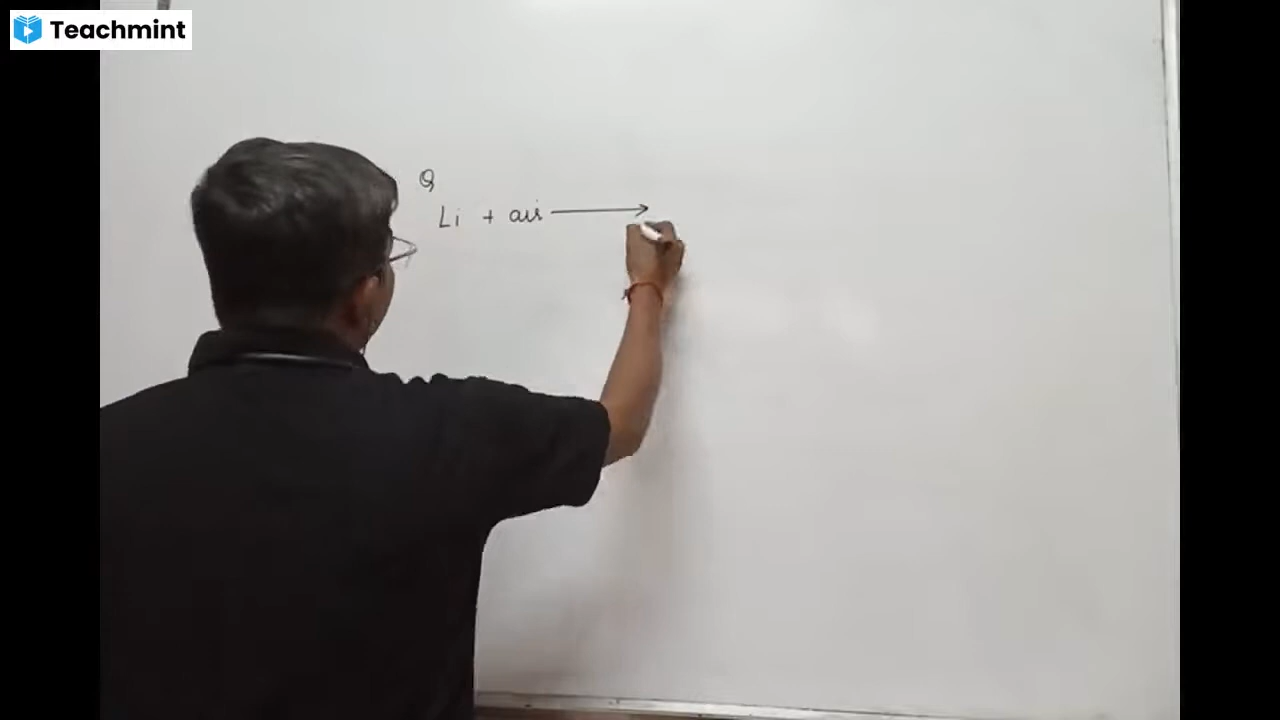 Teachmint
Q
Li + air ⟶